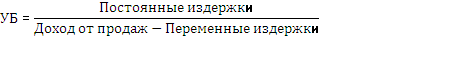 УБ = Постоянные издержки
Доход от продаж − Переменные издержки